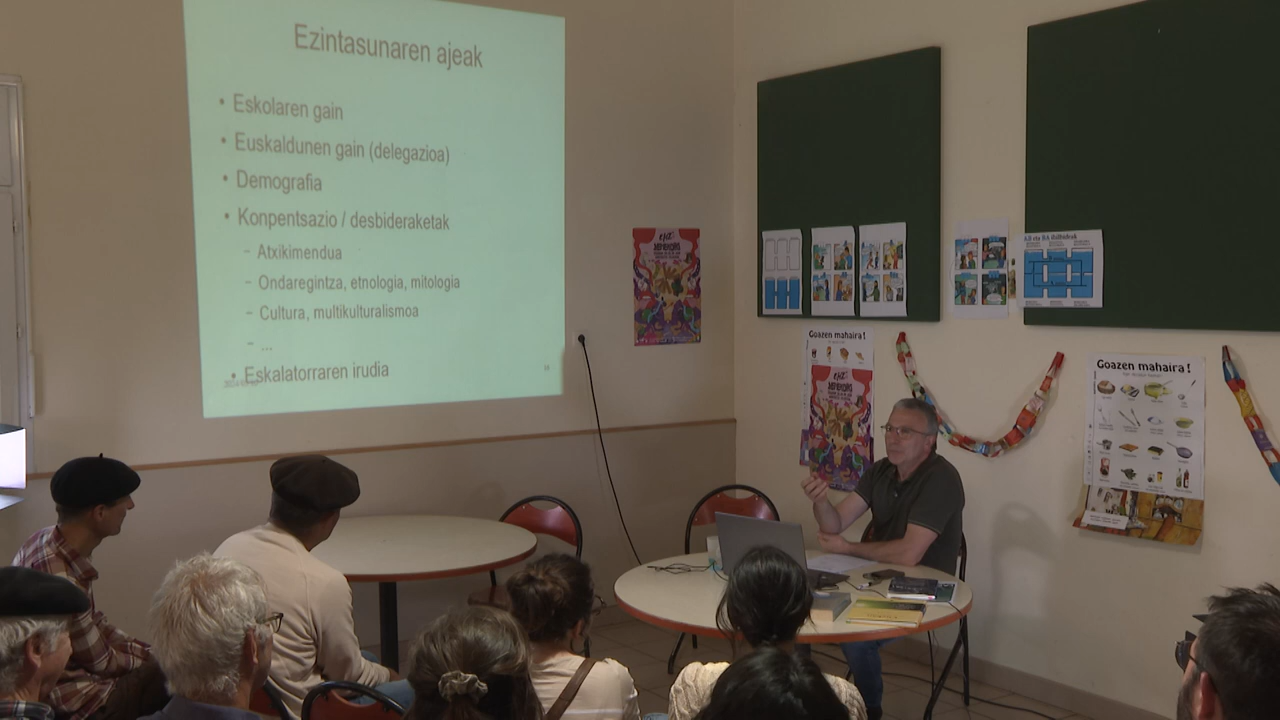 Ezintasunaren ajeak
• Eskolaren gain
• Euskaldunen gain (delegazioa)
• Demografia
• Konpentsazio / desbideraketak
– Atxikimendua
– Ondaregintza, etnologia, mitologia
– Cultura, multikulturalismoa
– ...
• Eskalatorraren irudia
EHZ
Goazen mahaira!
Goazen mahaira!